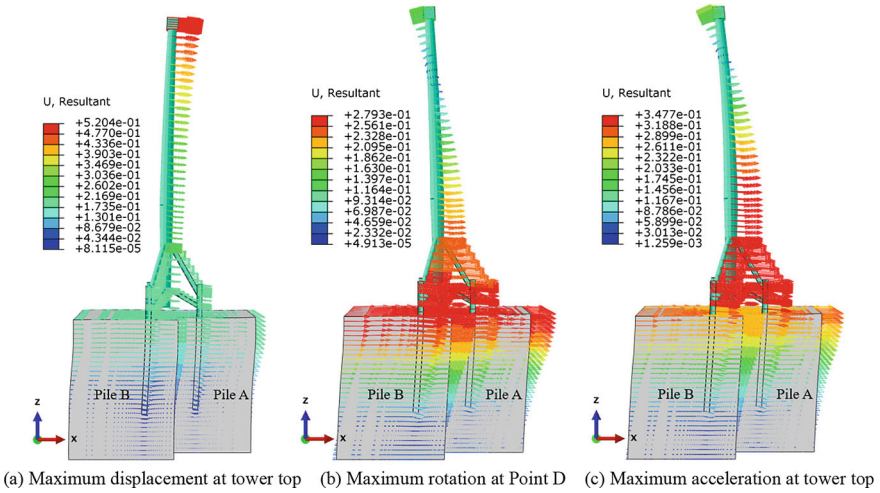 U, Resultant
+5.204e-01
+4.770e-01
+4.336e-01
+3.903e-01
+3.469e-01
+3.036e-01
+2.602e-01
+2.169e-01
+1.735e-01
+1.301e-01
+8.679e-02
+4.344e-02
+8.115e-05
Pile B
Pile A
z
x
(a) Maximum displacement at tower top
U, Resultant
+2.793e-01
+2.561e-01
+2.328e-01
+2.095e-01
+1.862e-01
+1.630e-01
+1.397e-01
+1.164e-01
+9.314e-02
+6.987e-02
+4.659e-02
+2.332e-02
+4.913e-05
Pile B
Pile A
z
x
(b) Maximum rotation at Point D
U, Resultant
+3.477e-01
+3.188e-01
+2.899e-01
+2.611e-01
+2.322e-01
+2.033e-01
+1.745e-01
+1.456e-01
+1.167e-01
+8.786e-02
+5.899e-02
+3.013e-02
+1.259e-03
Pile B
Pile A
z
x
(c) Maximum acceleration at tower top